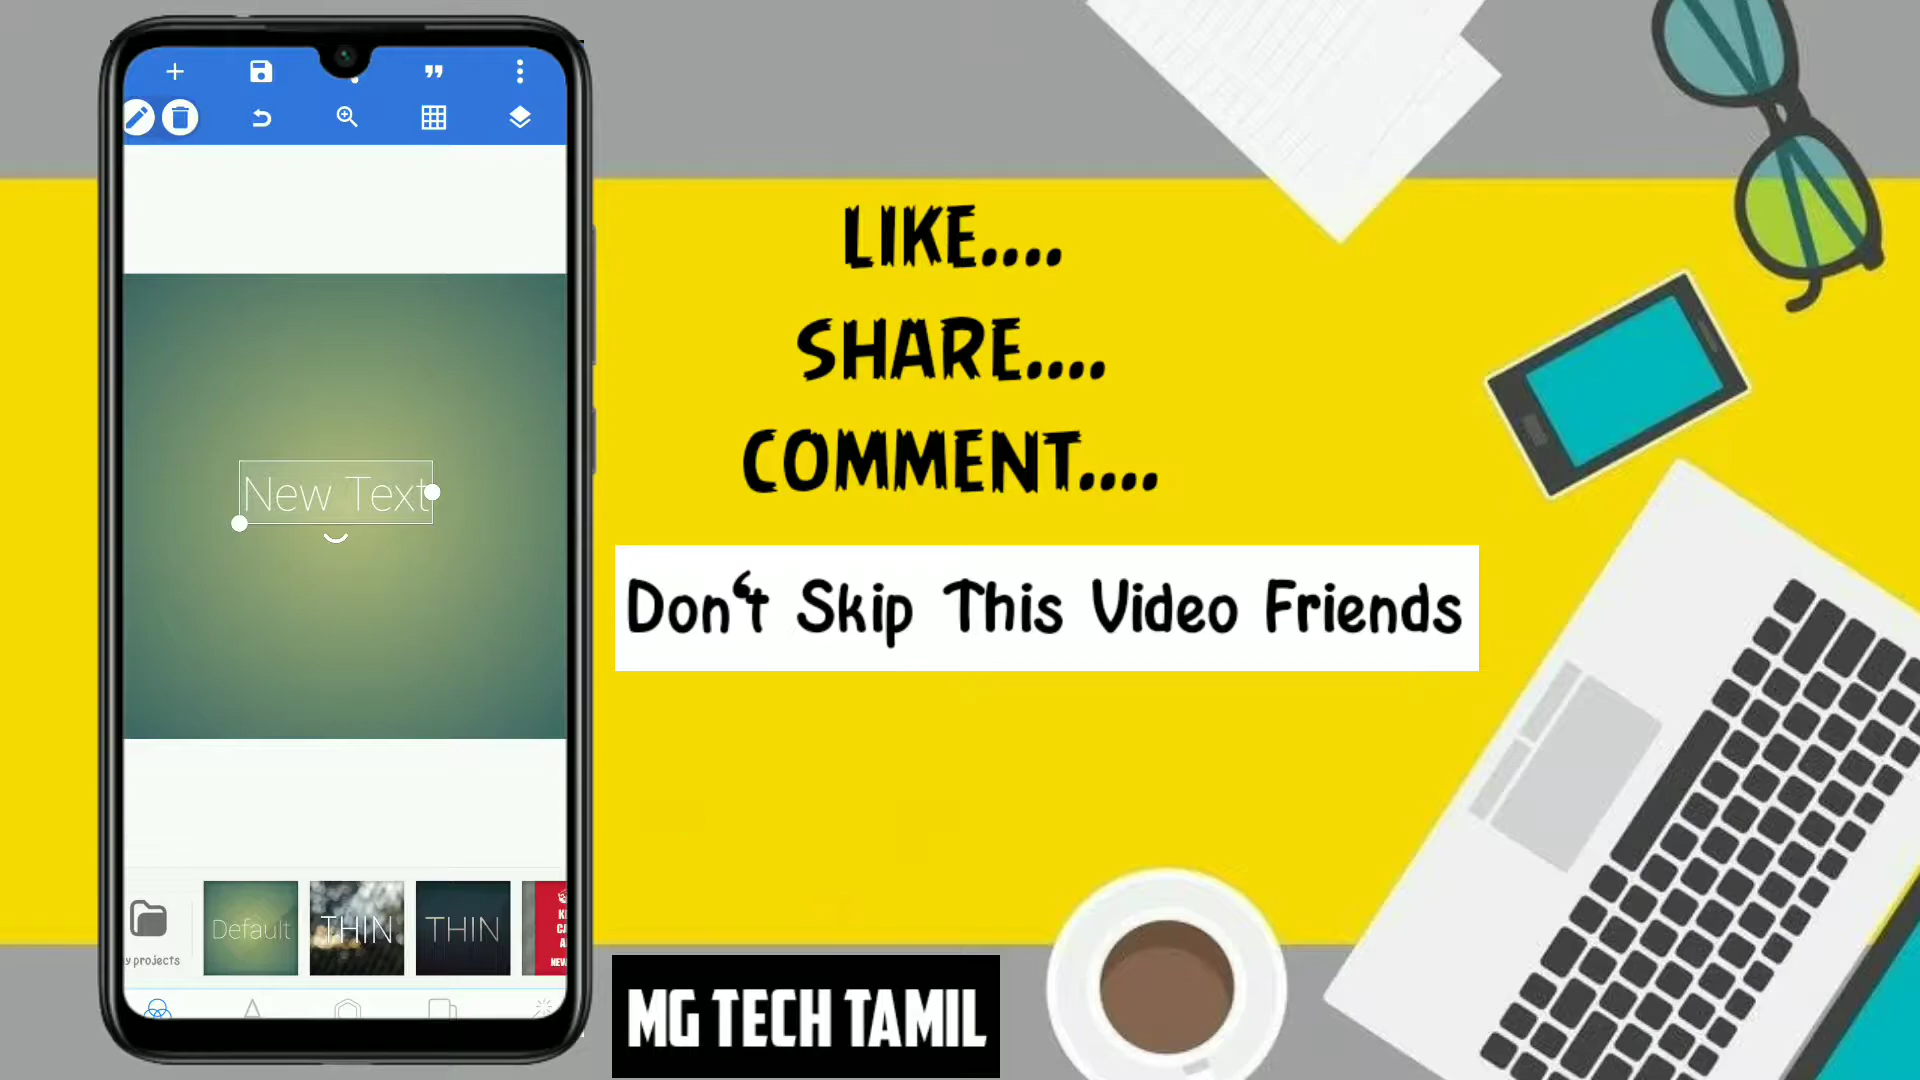 New Text
y projects
Default
THIN
THIN
LIKE....
SHARE....
COMMENT....
Don't Skip This Video Friends
MG TECH TAMIL